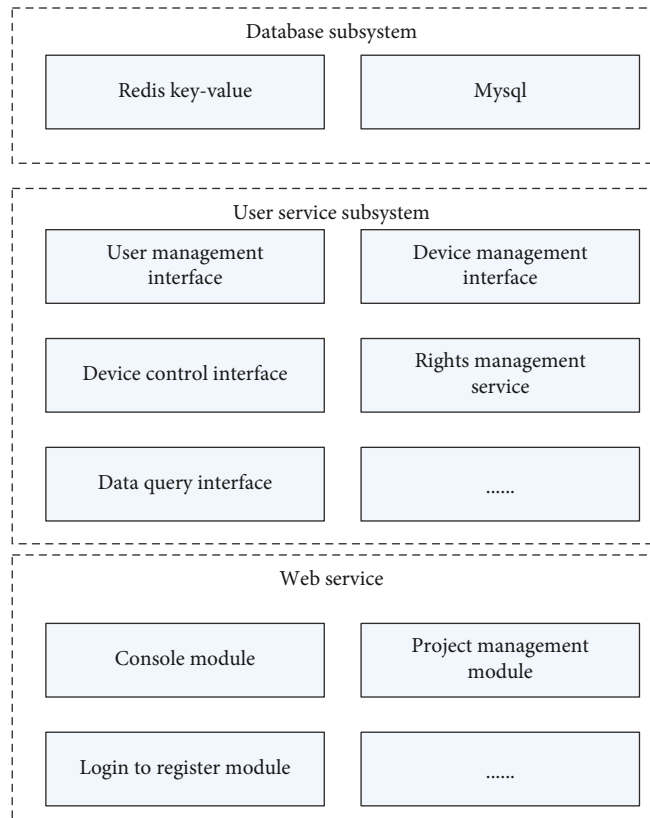 Database subsystem
Redis key-value
Mysql
User service subsystem
User management
interface
Device management
interface
Device control interface
Rights management
service
Data query interface
......
Web service
Console module
Project management
module
Login to register module
......